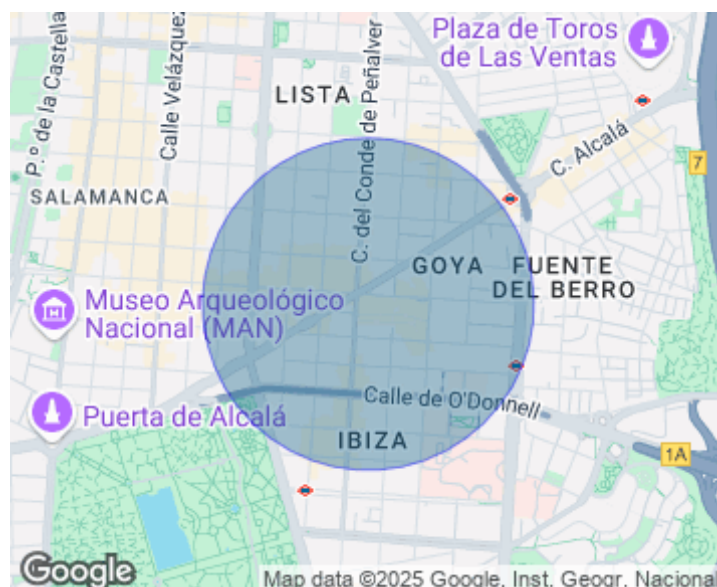 Plaza de Toros
de Las Ventas
LISTA
P.º de la Castella
Calle Velázquez
C. del Conde de Peñalver
C. Alcalá
7
SALAMANCA
GOYA
FUENTE
DEL BERRO
Museo Arqueológico
Nacional (MAN)
Calle de O'Donnell
Puerta de Alcalá
IBIZA
1A
Google
Map data ©2025 Google, Inst. Geogr. Nacional